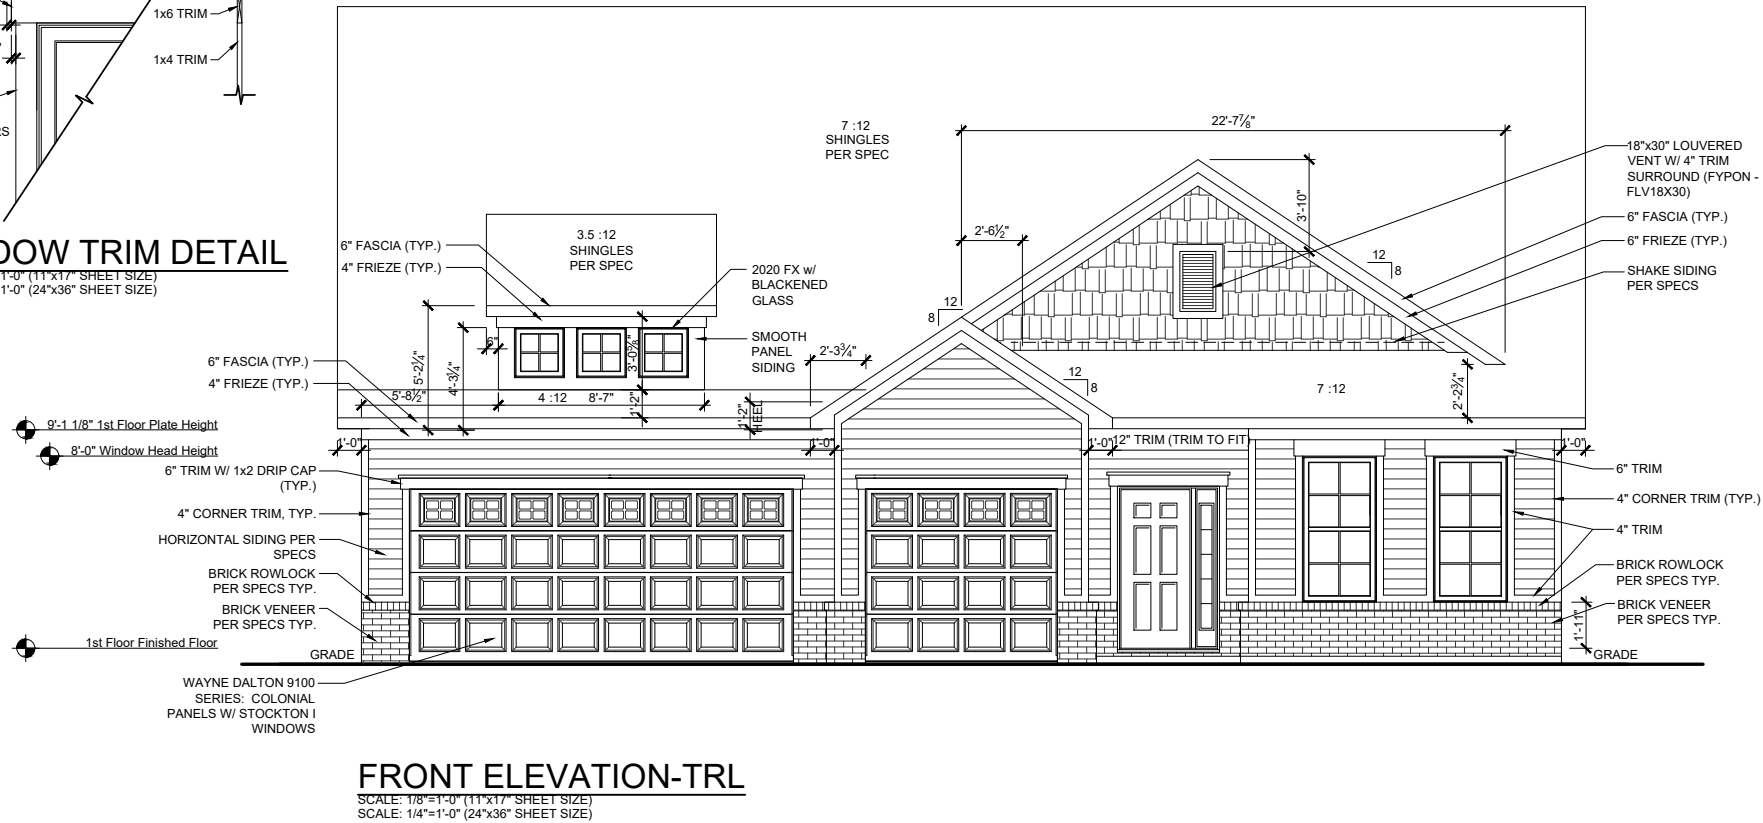 1x6 TRIM
1x4 TRIM
RS
DOW TRIM DETAIL
1'-0" (11"x17" SHEET SIZE)
1'-0" (24"x36" SHEET SIZE)
7 :12
SHINGLES
PER SPEC
22'-7⅞"
18"x30" LOUVERED
VENT W/ 4" TRIM
SURROUND (FYPON -
FLV18X30)
6" FASCIA (TYP.)
6" FRIEZE (TYP.)
SHAKE SIDING
PER SPECS
3'-10"
2'-6½"
12
8
3.5 :12
SHINGLES
PER SPEC
6" FASCIA (TYP.)
4" FRIEZE (TYP.)
2020 FX w/
BLACKENED
GLASS
12
8
SMOOTH
PANEL
SIDING
6"
3'-0⅝"
2'-3¾"
6" FASCIA (TYP.)
4" FRIEZE (TYP.)
5'-2¼"
4'-3¼"
12
8
7 :12
2'-2¾"
5'-8½"
4 :12
8'-7"
1'-2"
1'-2"
HEEL
9'-1 1/8" 1st Floor Plate Height
8'-0" Window Head Height
1'-0"
1'-0"
1'-0"
12" TRIM (TRIM TO FIT)
1'-0"
6" TRIM W/ 1x2 DRIP CAP
(TYP.)
4" CORNER TRIM, TYP.
HORIZONTAL SIDING PER
SPECS
BRICK ROWLOCK
PER SPECS TYP.
BRICK VENEER
PER SPECS TYP.
6" TRIM
4" CORNER TRIM (TYP.)
4" TRIM
BRICK ROWLOCK
PER SPECS TYP.
BRICK VENEER
PER SPECS TYP.
1'-11"
1st Floor Finished Floor
GRADE
GRADE
WAYNE DALTON 9100
SERIES: COLONIAL
PANELS W/ STOCKTON I
WINDOWS
FRONT ELEVATION-TRL
SCALE: 1/8"=1'-0" (11"x17" SHEET SIZE)
SCALE: 1/4"=1'-0" (24"x36" SHEET SIZE)